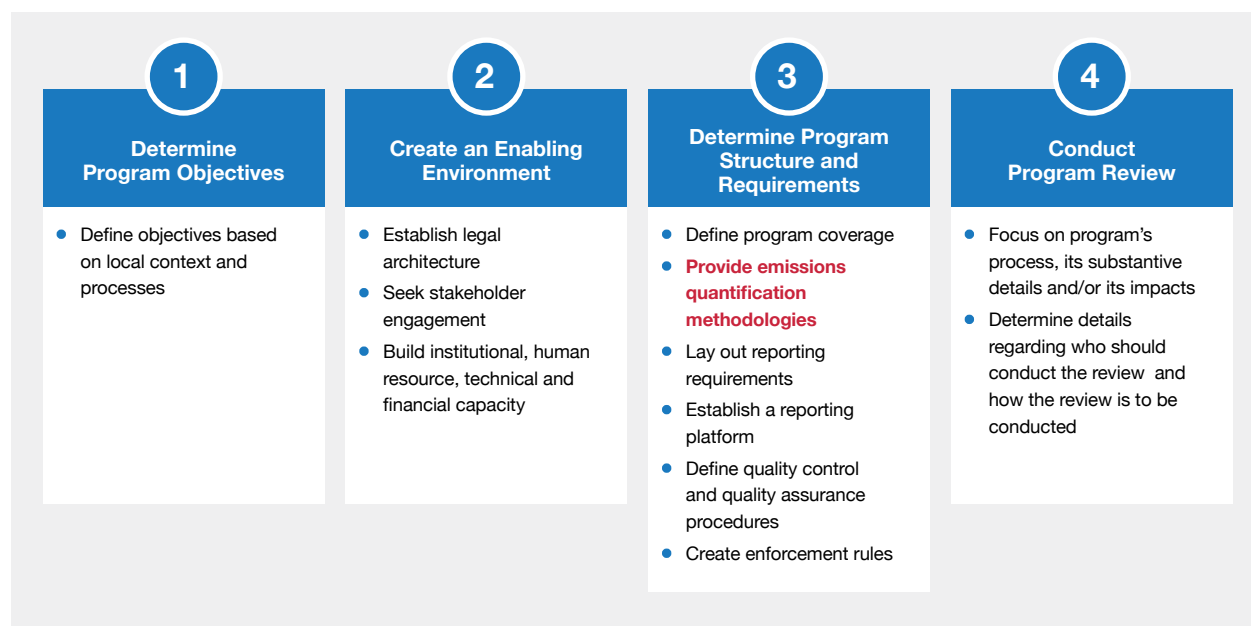 1
Determine
Program Objectives
Define objectives based
on local context and
processes
2
Create an Enabling
Environment
Establish legal
architecture
Seek stakeholder
engagement
Build institutional, human
resource, technical and
financial capacity
3
Determine Program
Structure and
Requirements
Define program coverage
Provide emissions
quantification
methodologies
Lay out reporting
requirements
Establish a reporting
platform
Define quality control
and quality assurance
procedures
Create enforcement rules
4
Conduct
Program Review
Focus on program's
process, its substantive
details and/or its impacts
Determine details
regarding who should
conduct the review and
how the review is to be
conducted